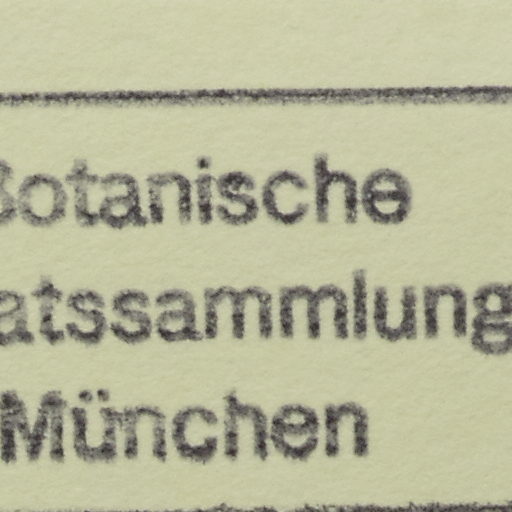 Botanische
atssammlung
München